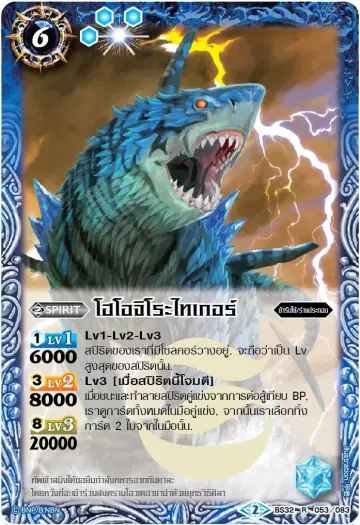 6
2 SPIRIT โอโอจิโระไทเกอร์
1 Lv1
6000
3 Lv2
8000
8 Lv3
20000
Lv1-Lv2-Lv3
สปิริตของเราที่มีโซลคอร์วางอยู่, จะถือว่าเป็น Lv
สูงสุดของสปิริตนั้น.
Lv3 [เมื่อสปิริตนี้โจมตี]
เมื่อชนะและทำลายสปิริตคู่แข่งจากการต่อสู้เทียบ BP,
เราดูการ์ดทั้งหมดในมือคู่แข่ง, จากนั้นเราเลือกทิ้ง
การ์ด 2 ใบจากในมือนั้น.
© BNP/B,NBN
2
BS32 - R 053 / 083
Illustration